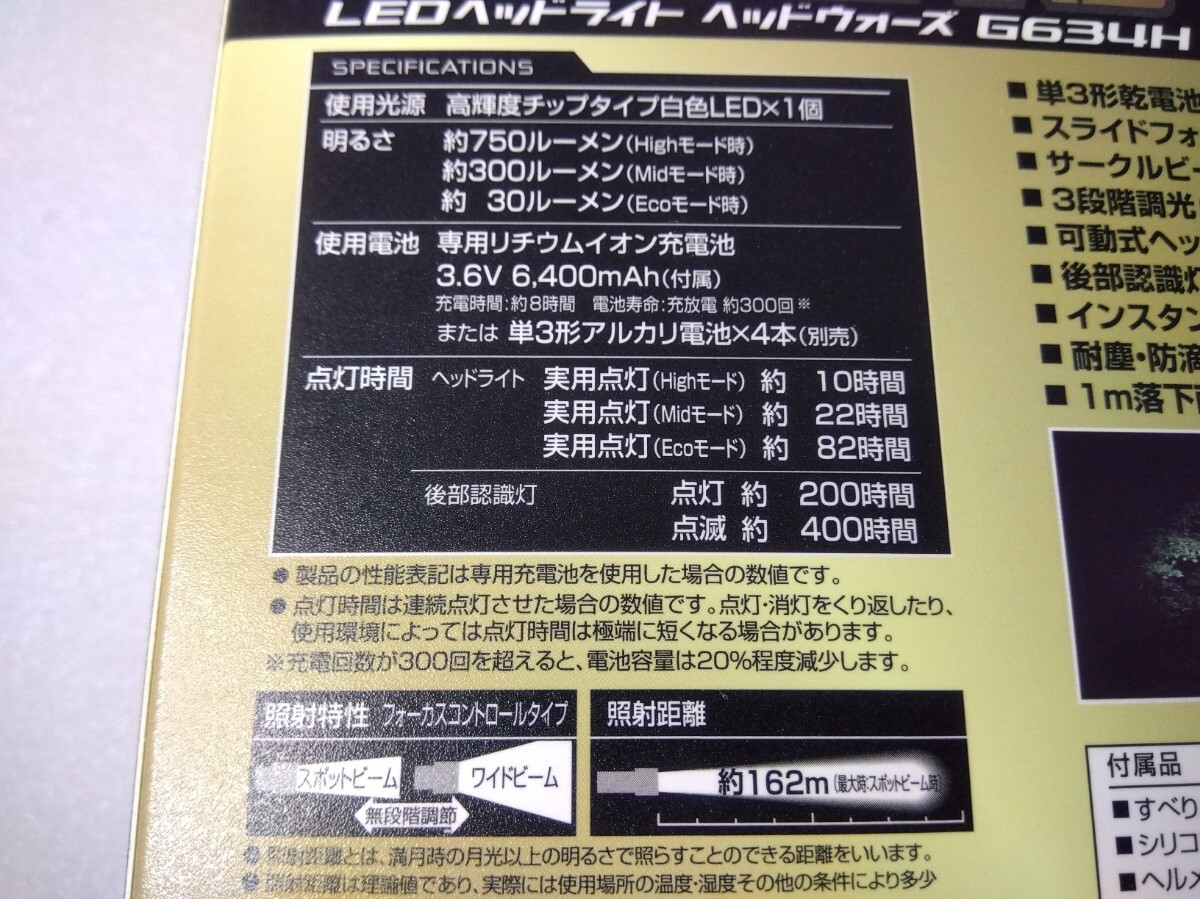 LEDヘッドライト ヘッドウォーズ G634H
SPECIFICATIONS
使用光源 高輝度チップタイプ白色LED×1個
明るさ 約750ルーメン(Highモード時)
約300ルーメン(Midモード時)
約 30ルーメン(Ecoモード時)
使用電池 専用リチウムイオン充電池
3.6V 6,400mAh(付属)
充電時間:約8時間 電池寿命:充放電 約300回※
または 単3形アルカリ電池×4本(別売)
点灯時間 ヘッドライト 実用点灯(Highモード) 約 10時間
実用点灯(Midモード) 約 22時間
実用点灯(Ecoモード) 約 82時間
後部認識灯 点灯 約 200時間
点滅 約 400時間
● 製品の性能表記は専用充電池を使用した場合の数値です。
● 点灯時間は連続点灯させた場合の数値です。点灯・消灯をくり返したり、
使用環境によっては点灯時間は極端に短くなる場合があります。
※充電回数が300回を超えると、電池容量は20%程度減少します。
照射特性 フォーカスコントロールタイプ
スポットビーム ワイドビーム
無段階調節
照射距離
約162m(最大時:スポットビーム時)
● 照射距離とは、満月時の月光以上の明るさで照らすことのできる距離をいいます。
● 照射距離は理論値であり、実際には使用場所の温度・湿度その他の条件により多少
■ 単3形乾電池
■ スライドフォ
■ サークルビー
■ 3段階調光
■ 可動式ヘッ
■ 後部認識灯
■ インスタン
■ 耐塵・防滴
■ 1m落下
付属品
■ すべり
■ シリコ
■ ヘルメ